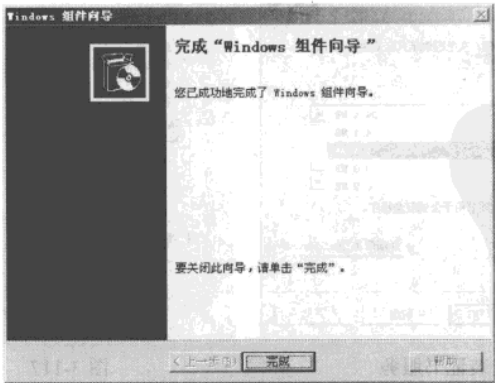 Windows 组件向导
完成“Windows 组件向导”
您已成功地完成了 Windows 组件向导。
要关闭此向导，请单击“完成”。
< 上一步(B)
完成
帮助